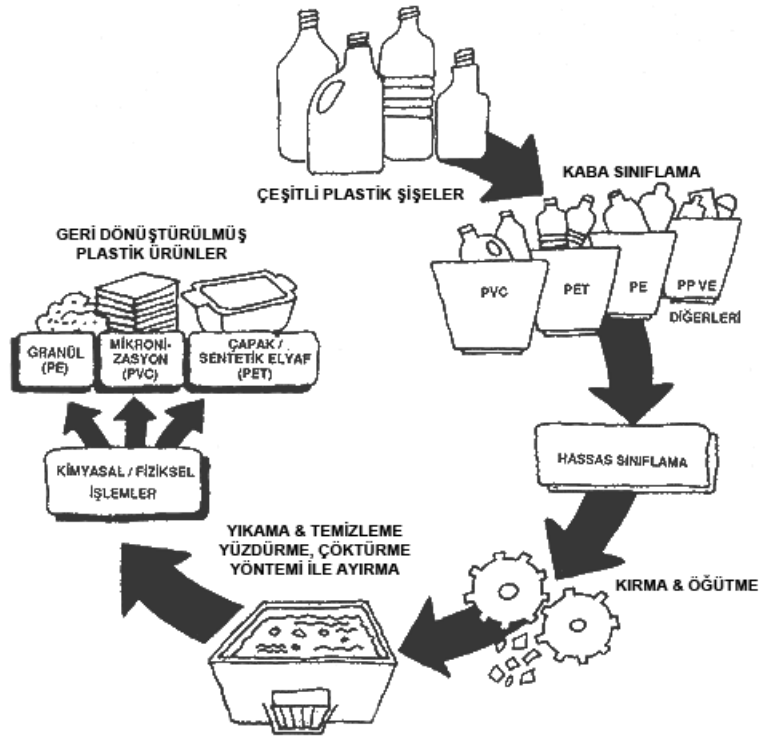 ÇEŞİTLİ PLASTİK ŞİŞELER
KABA SINIFLAMA
PVC
PET
PE
PP VE
DİĞERLERİ
HASSAS SINIFLAMA
KIRMA & ÖĞÜTME
YIKAMA & TEMİZLEME
YÜZDÜRME, ÇÖKTÜRME
YÖNTEMİ İLE AYIRMA
KİMYASAL / FİZİKSEL
İŞLEMLER
GERİ DÖNÜŞTÜRÜLMÜŞ
PLASTİK ÜRÜNLER
GRANÜL
(PE)
MİKRONİ-
ZASYON
(PVC)
ÇAPAK /
SENTETİK ELYAF
(PET)